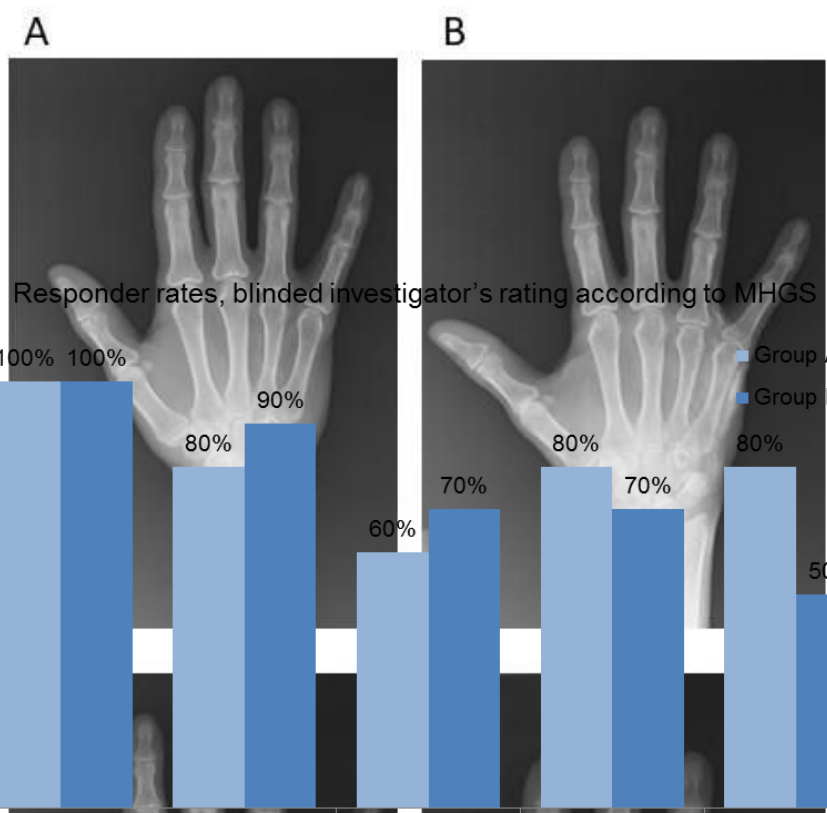 A
B
Responder rates, blinded investigator's rating according to MHGS
100% 100%
Group
90%
Group
80%
80%
80%
70%
70%
60%